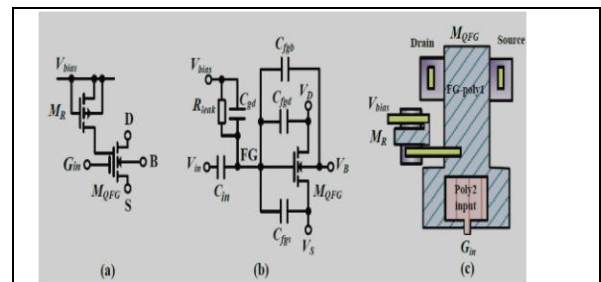 V_bias
M_R
D
G_in
B
M_QFG
S
(a)
V_bias
R_leak
C_gd
V_in
C_in
FG
C_fgb
V_D
C_fgd
V_B
M_QFG
C_fgs
V_S
(b)
M_QFG
Drain
Source
FG-poly1
V_bias
M_R
Poly2
input
G_in
(c)